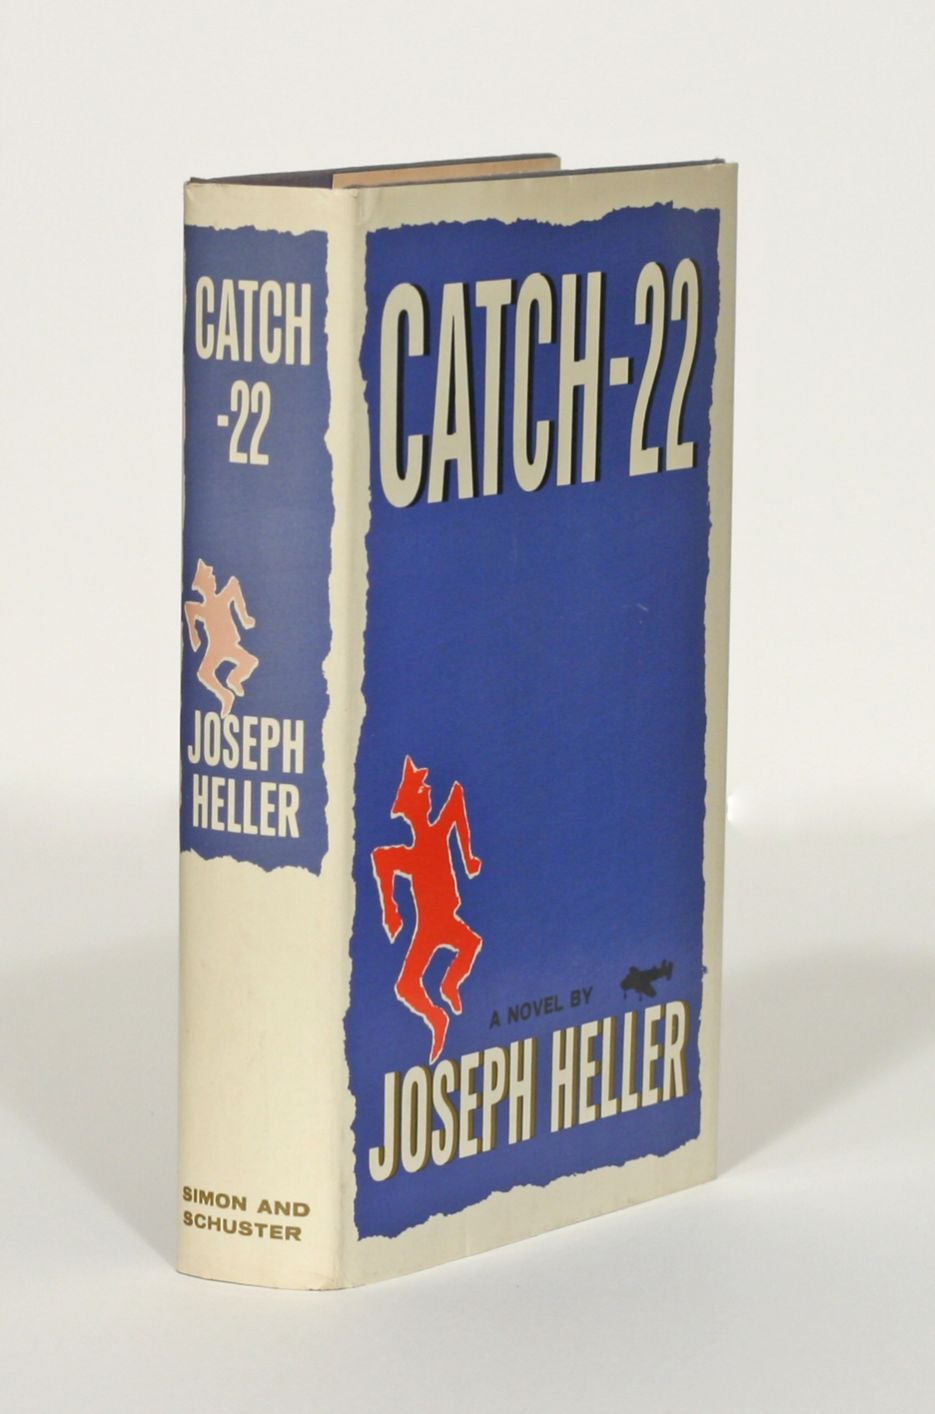 CATCH
-22
JOSEPH
HELLER
SIMON AND
SCHUSTER
CATCH-22
A NOVEL BY
JOSEPH HELLER